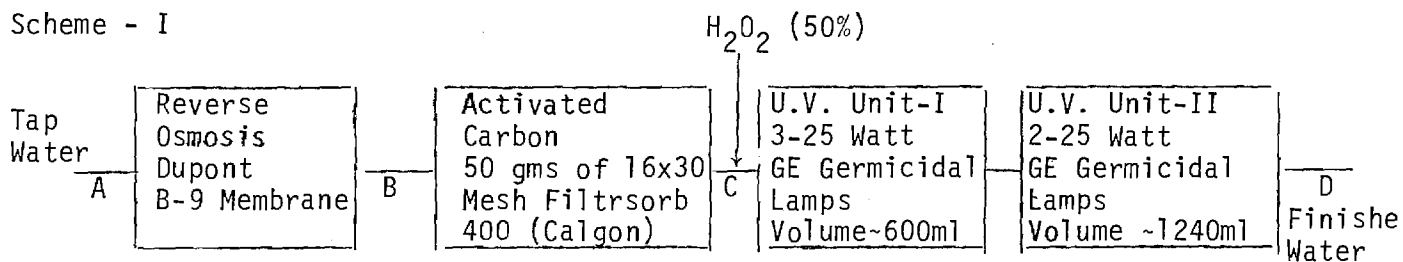 Scheme - I
H2O2 (50%)
Tap
Water
A
Reverse
Osmosis
Dupont
B-9 Membrane
B
Activated
Carbon
50 gms of 16x30
Mesh Filtrsorb
400 (Calgon)
C
U.V. Unit-I
3-25 Watt
GE Germicidal
Lamps
Volume~600ml
U.V. Unit-II
2-25 Watt
GE Germicidal
Lamps
Volume ~1240ml
D
Finishe
Water